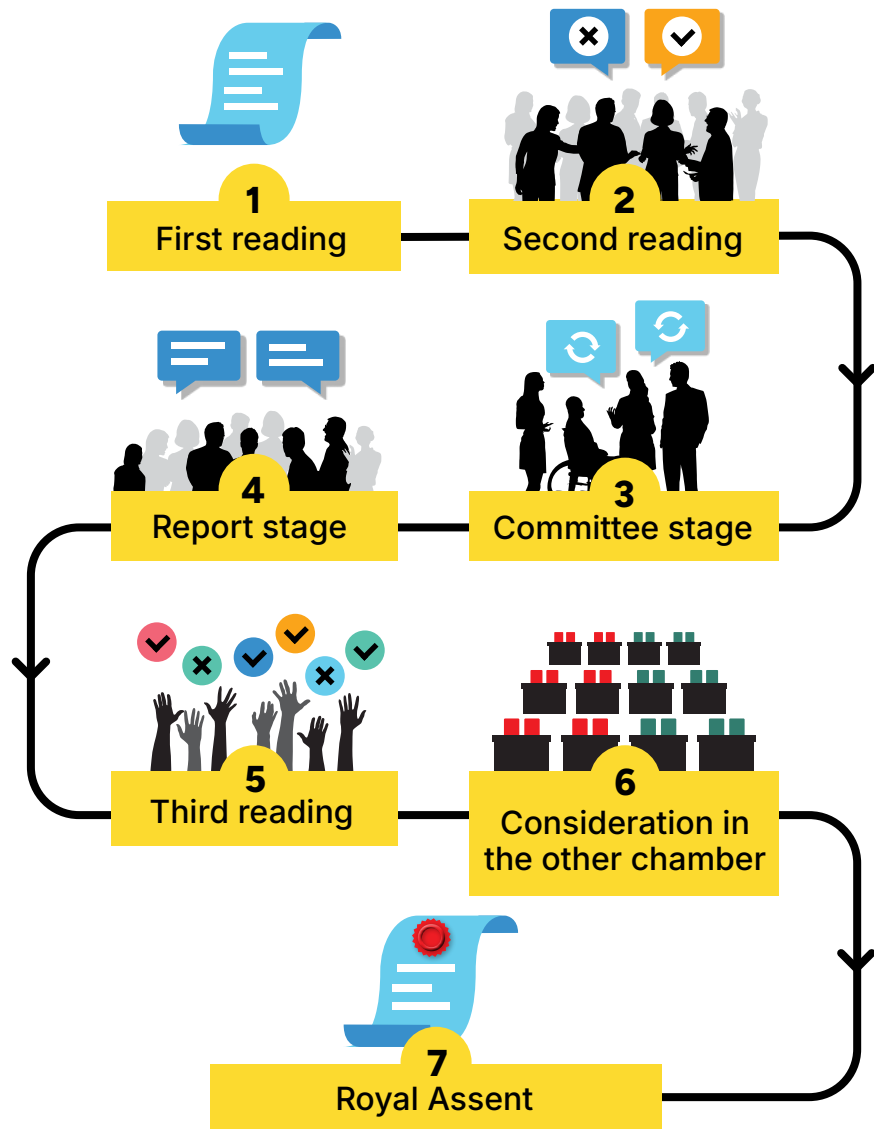 1
First reading
2
Second reading
3
Committee stage
4
Report stage
5
Third reading
6
Consideration in
the other chamber
7
Royal Assent